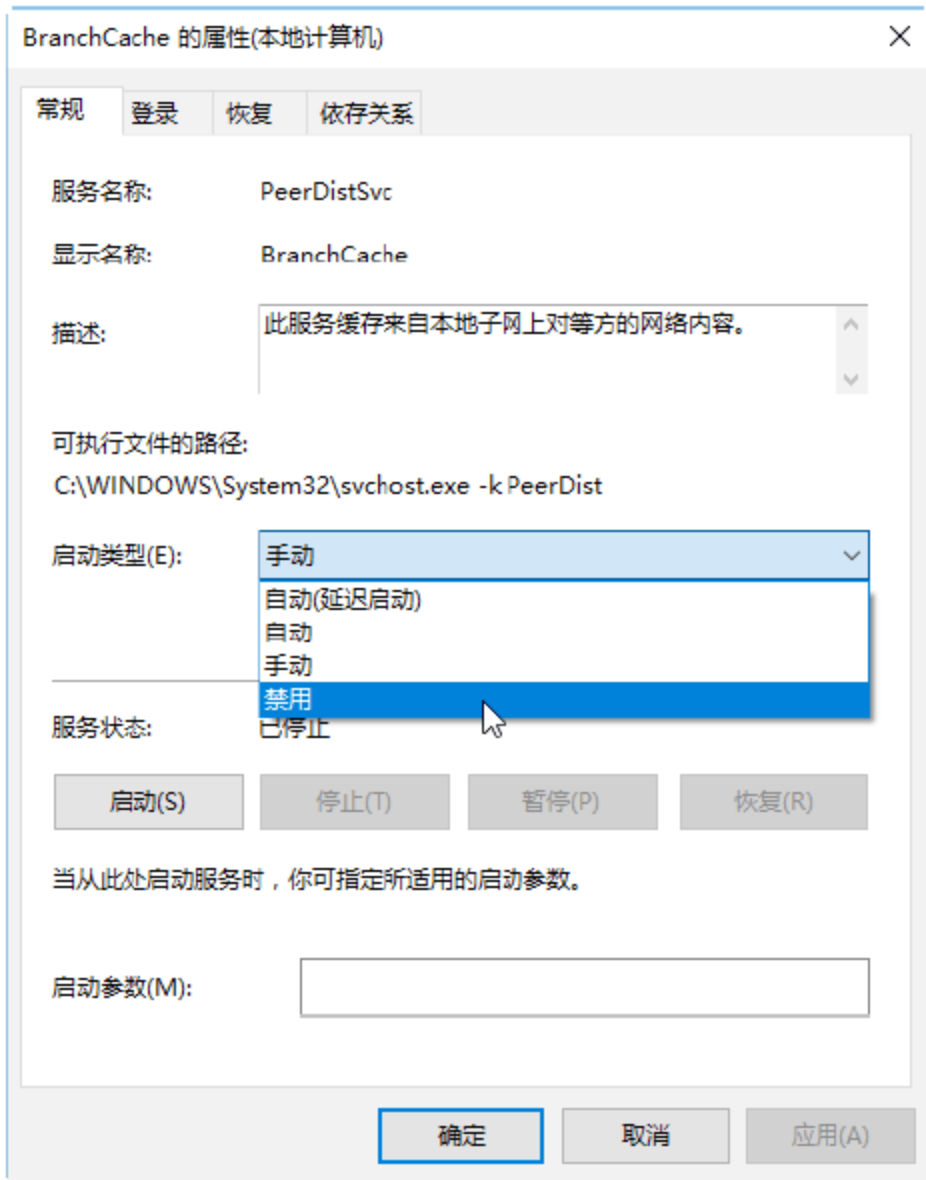 BranchCache 的属性(本地计算机)
常规 登录 恢复 依存关系
服务名称: PeerDistSvc
显示名称: BranchCache
描述: 此服务缓存来自本地子网上对等方的网络内容。
可执行文件的路径:
C:\WINDOWS\System32\svchost.exe -k PeerDist
启动类型(E): 手动
自动(延迟启动)
自动
手动
禁用
服务状态: 已停止
启动(S) 停止(T) 暂停(P) 恢复(R)
当从此处启动服务时，你可指定所适用的启动参数。
启动参数(M):
确定 取消 应用(A)